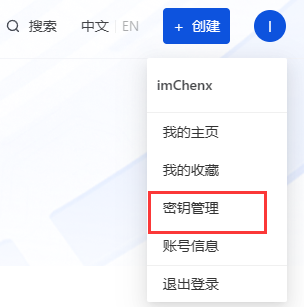 搜索 中文 EN + 创建 I
imChenx
我的主页
我的收藏
密钥管理
账号信息
退出登录